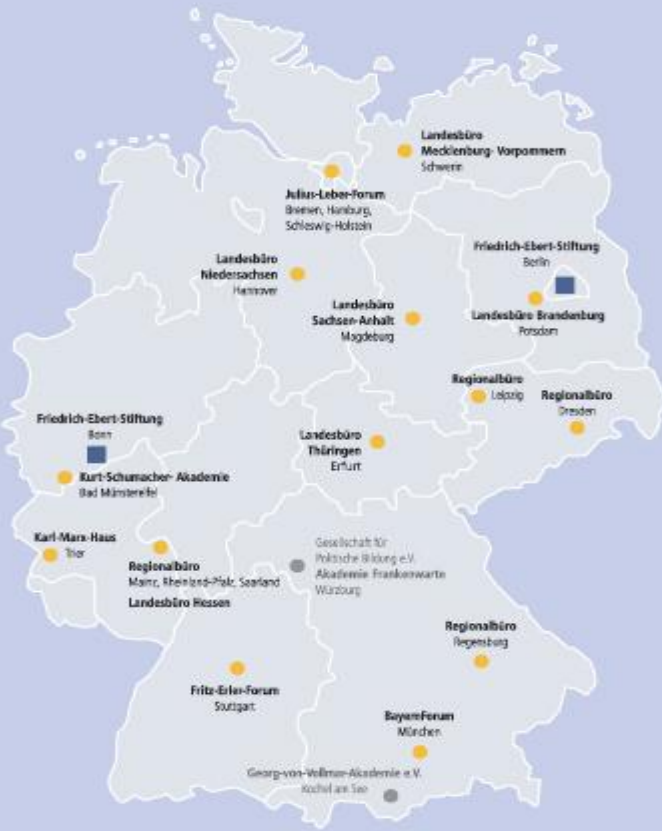 Landesbüro
Mecklenburg- Vorpommern
Schwerin
Julius-Leber-Forum
Bremen, Hamburg,
Schleswig-Holstein
Friedrich-Ebert-Stiftung
Berlin
Landesbüro
Niedersachsen
Hannover
Landesbüro
Sachsen-Anhalt
Magdeburg
Landesbüro Brandenburg
Potsdam
Regionalbüro
Leipzig
Regionalbüro
Dresden
Friedrich-Ebert-Stiftung
Bonn
Landesbüro
Thüringen
Erfurt
Kurt-Schumacher- Akademie
Bad Münstereifel
Karl-Marx-Haus
Trier
Gesellschaft für
Politische Bildung e.V.
Akademie Frankenwarte
Würzburg
Regionalbüro
Mainz, Rheinland-Pfalz, Saarland
Landesbüro Hessen
Regionalbüro
Regensburg
Fritz-Erler-Forum
Stuttgart
BayernForum
München
Georg-von-Vollmar-Akademie e.V.
Kochel am See